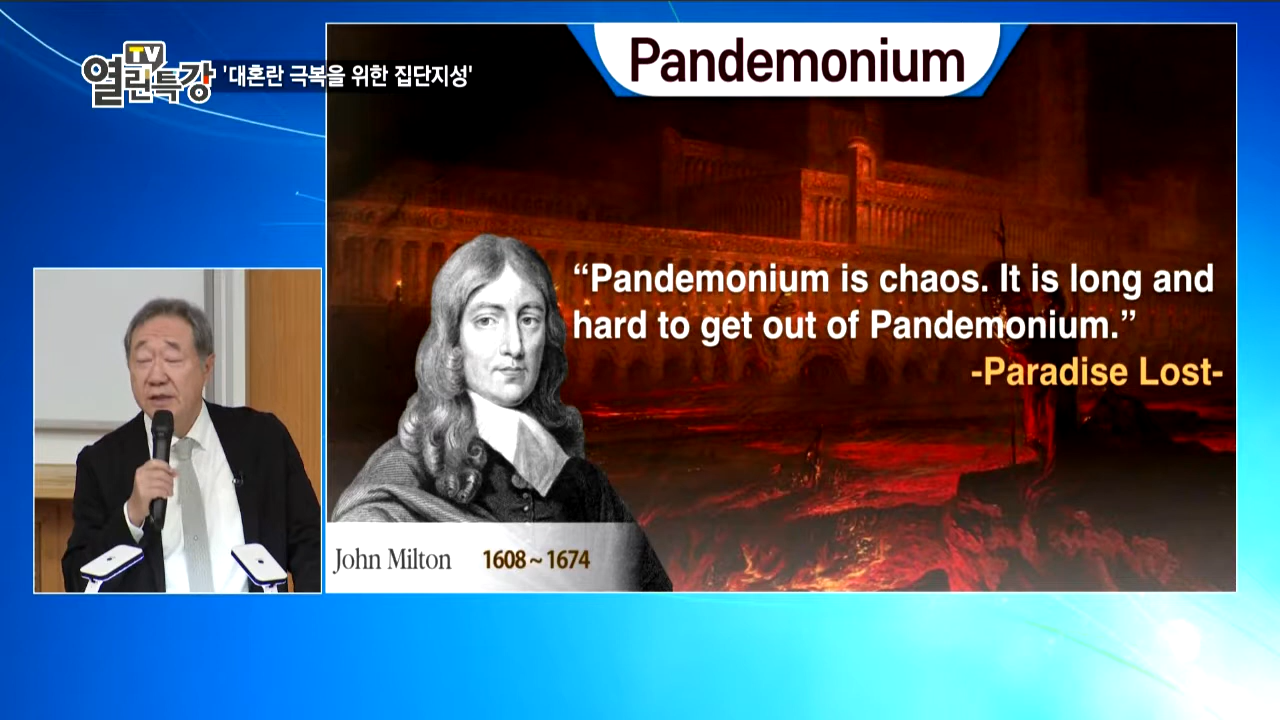 TV
열린특강 '대혼란 극복을 위한 집단지성'
Pandemonium
“Pandemonium is chaos. It is long and
hard to get out of Pandemonium.”
-Paradise Lost-
John Milton 1608~1674